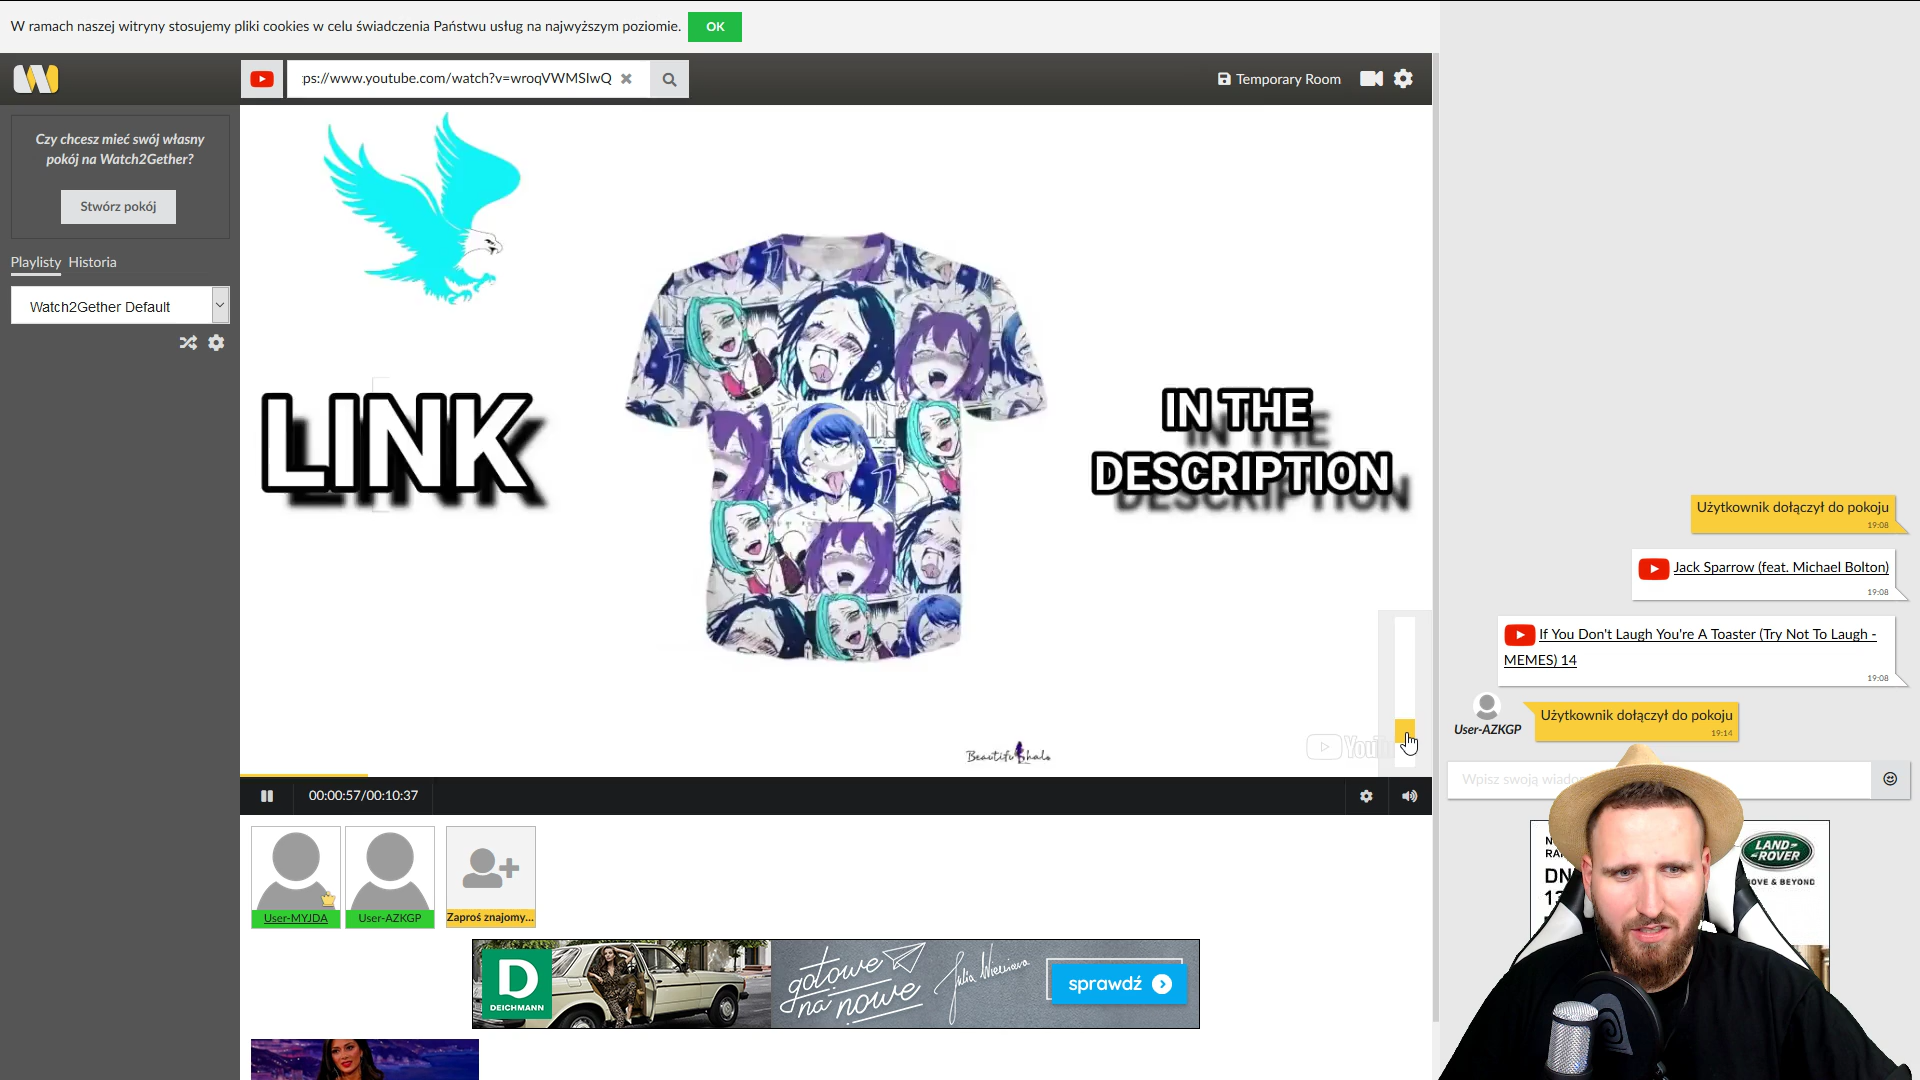 W ramach naszej witryny stosujemy pliki cookies w celu świadczenia Państwu usług na najwyższym poziomie.
OK
ps://www.youtube.com/watch?v=wroqVWMSIwQ
Temporary Room
Czy chcesz mieć swój własny
pokój na Watch2Gether?
Stwórz pokój
Playlisty Historia
Watch2Gether Default
LINK
IN THE
DESCRIPTION
00:00:57/00:10:37
User-MYJDA
User-AZKGP
Zaproś znajomy...
DEICHMANN
gotowe
na nowe
sprawdź
Użytkownik dołączył do pokoju
19:08
Jack Sparrow (feat. Michael Bolton)
19:08
If You Don't Laugh You're A Toaster (Try Not To Laugh -
MEMES) 14
19:08
User-AZKGP
Użytkownik dołączył do pokoju
19:14
Wpisz swoją
LAND-
-ROVER